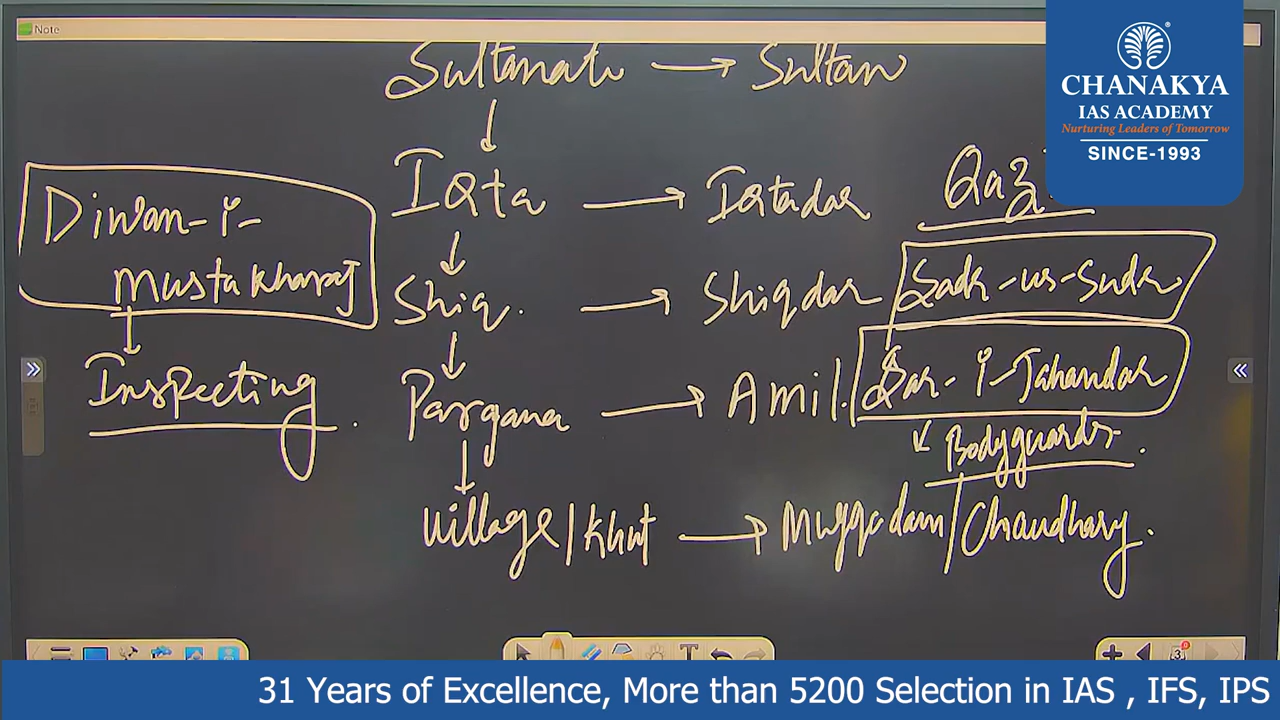 Note
CHANAKYA
IAS ACADEMY
Nurturing Leaders of Tomorrow
SINCE-1993
Sultanate → Sultan
Iqta → Iqtadar
Shiq. → Shiqdar
Pargana → Amil.
Village/Khut → Muqqadam/Chaudhary.
Diwan-i-
Mustakharaj
Inspecting.
Sadr-us-Sudr
Sar-i-Jahandar
Bodyguards.
31 Years of Excellence, More than 5200 Selection in IAS , IFS, IPS